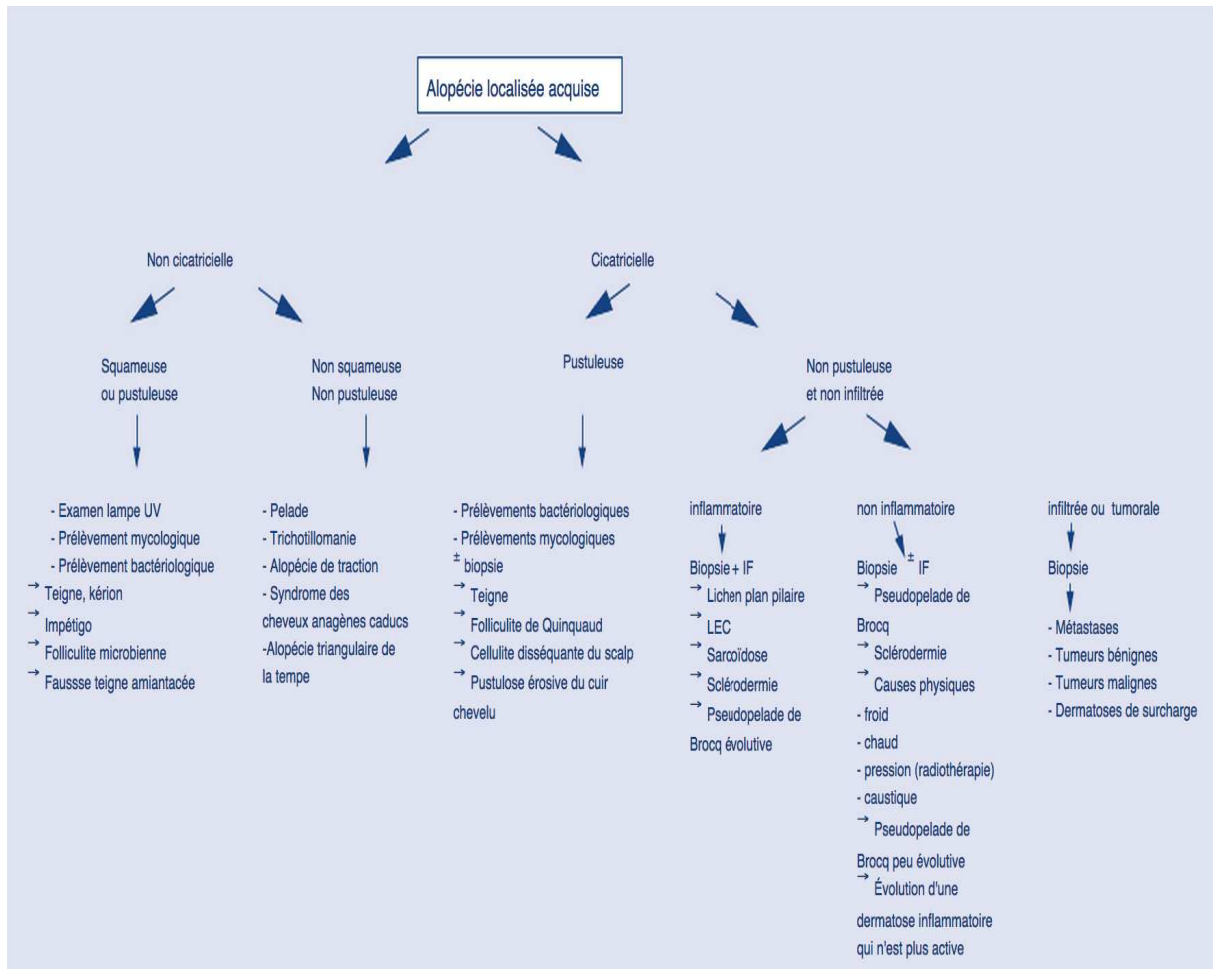 Alopécie localisée acquise
Non cicatricielle
Cicatricielle
Squameuse
ou pustuleuse
Non squameuse
Non pustuleuse
Pustuleuse
Non pustuleuse
et non infiltrée
- Examen lampe UV
- Prélèvement mycologique
- Prélèvement bactériologique
→ Teigne, kérion
→ Impétigo
→ Folliculite microbienne
→ Faussse teigne amiantacée
- Pelade
- Trichotillomanie
- Alopécie de traction
- Syndrome des
cheveux anagènes caducs
-Alopécie triangulaire de
la tempe
- Prélèvements bactériologiques
- Prélèvements mycologiques
± biopsie
→ Teigne
→ Folliculite de Quinquaud
→ Cellulite disséquante du scalp
→ Pustulose érosive du cuir
chevelu
inflammatoire
Biopsie + IF
→ Lichen plan pilaire
→ LEC
→ Sarcoïdose
→ Sclérodermie
→ Pseudopelade de
Brocq évolutive
non inflammatoire
Biopsie ± IF
→ Pseudopelade de
Brocq
→ Sclérodermie
→ Causes physiques
- froid
- chaud
- pression (radiothérapie)
- caustique
→ Pseudopelade de
Brocq peu évolutive
→ Évolution d'une
dermatose inflammatoire
qui n'est plus active
infiltrée ou tumorale
Biopsie
- Métastases
- Tumeurs bénignes
- Tumeurs malignes
- Dermatoses de surcharge